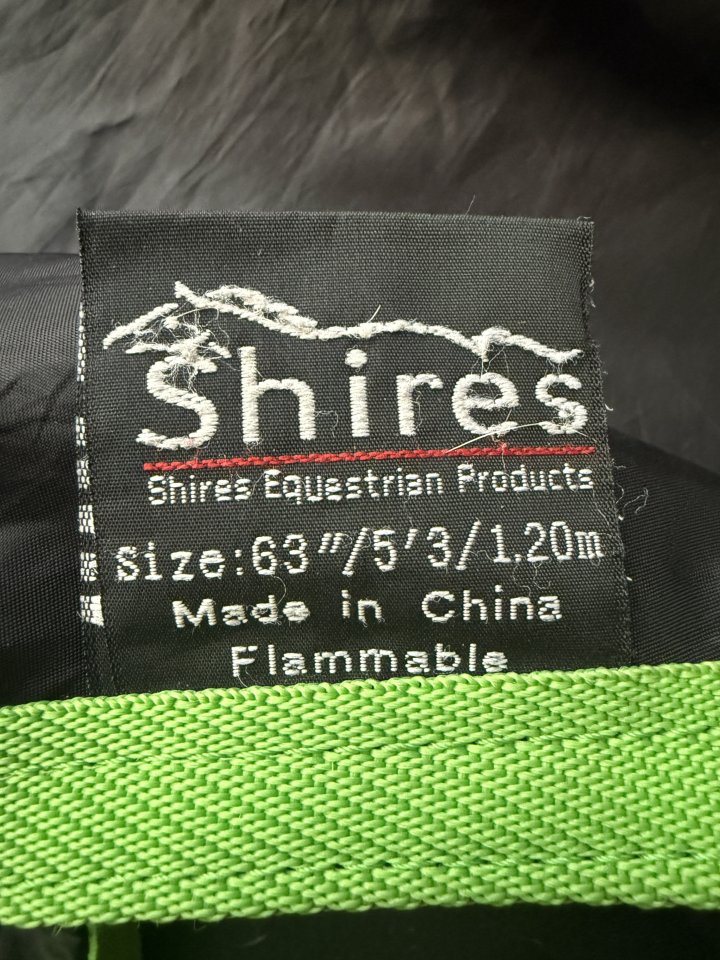 Shires
Shires Equestrian Products
Size:63"/5'3/1.20m
Made in China
Flammable